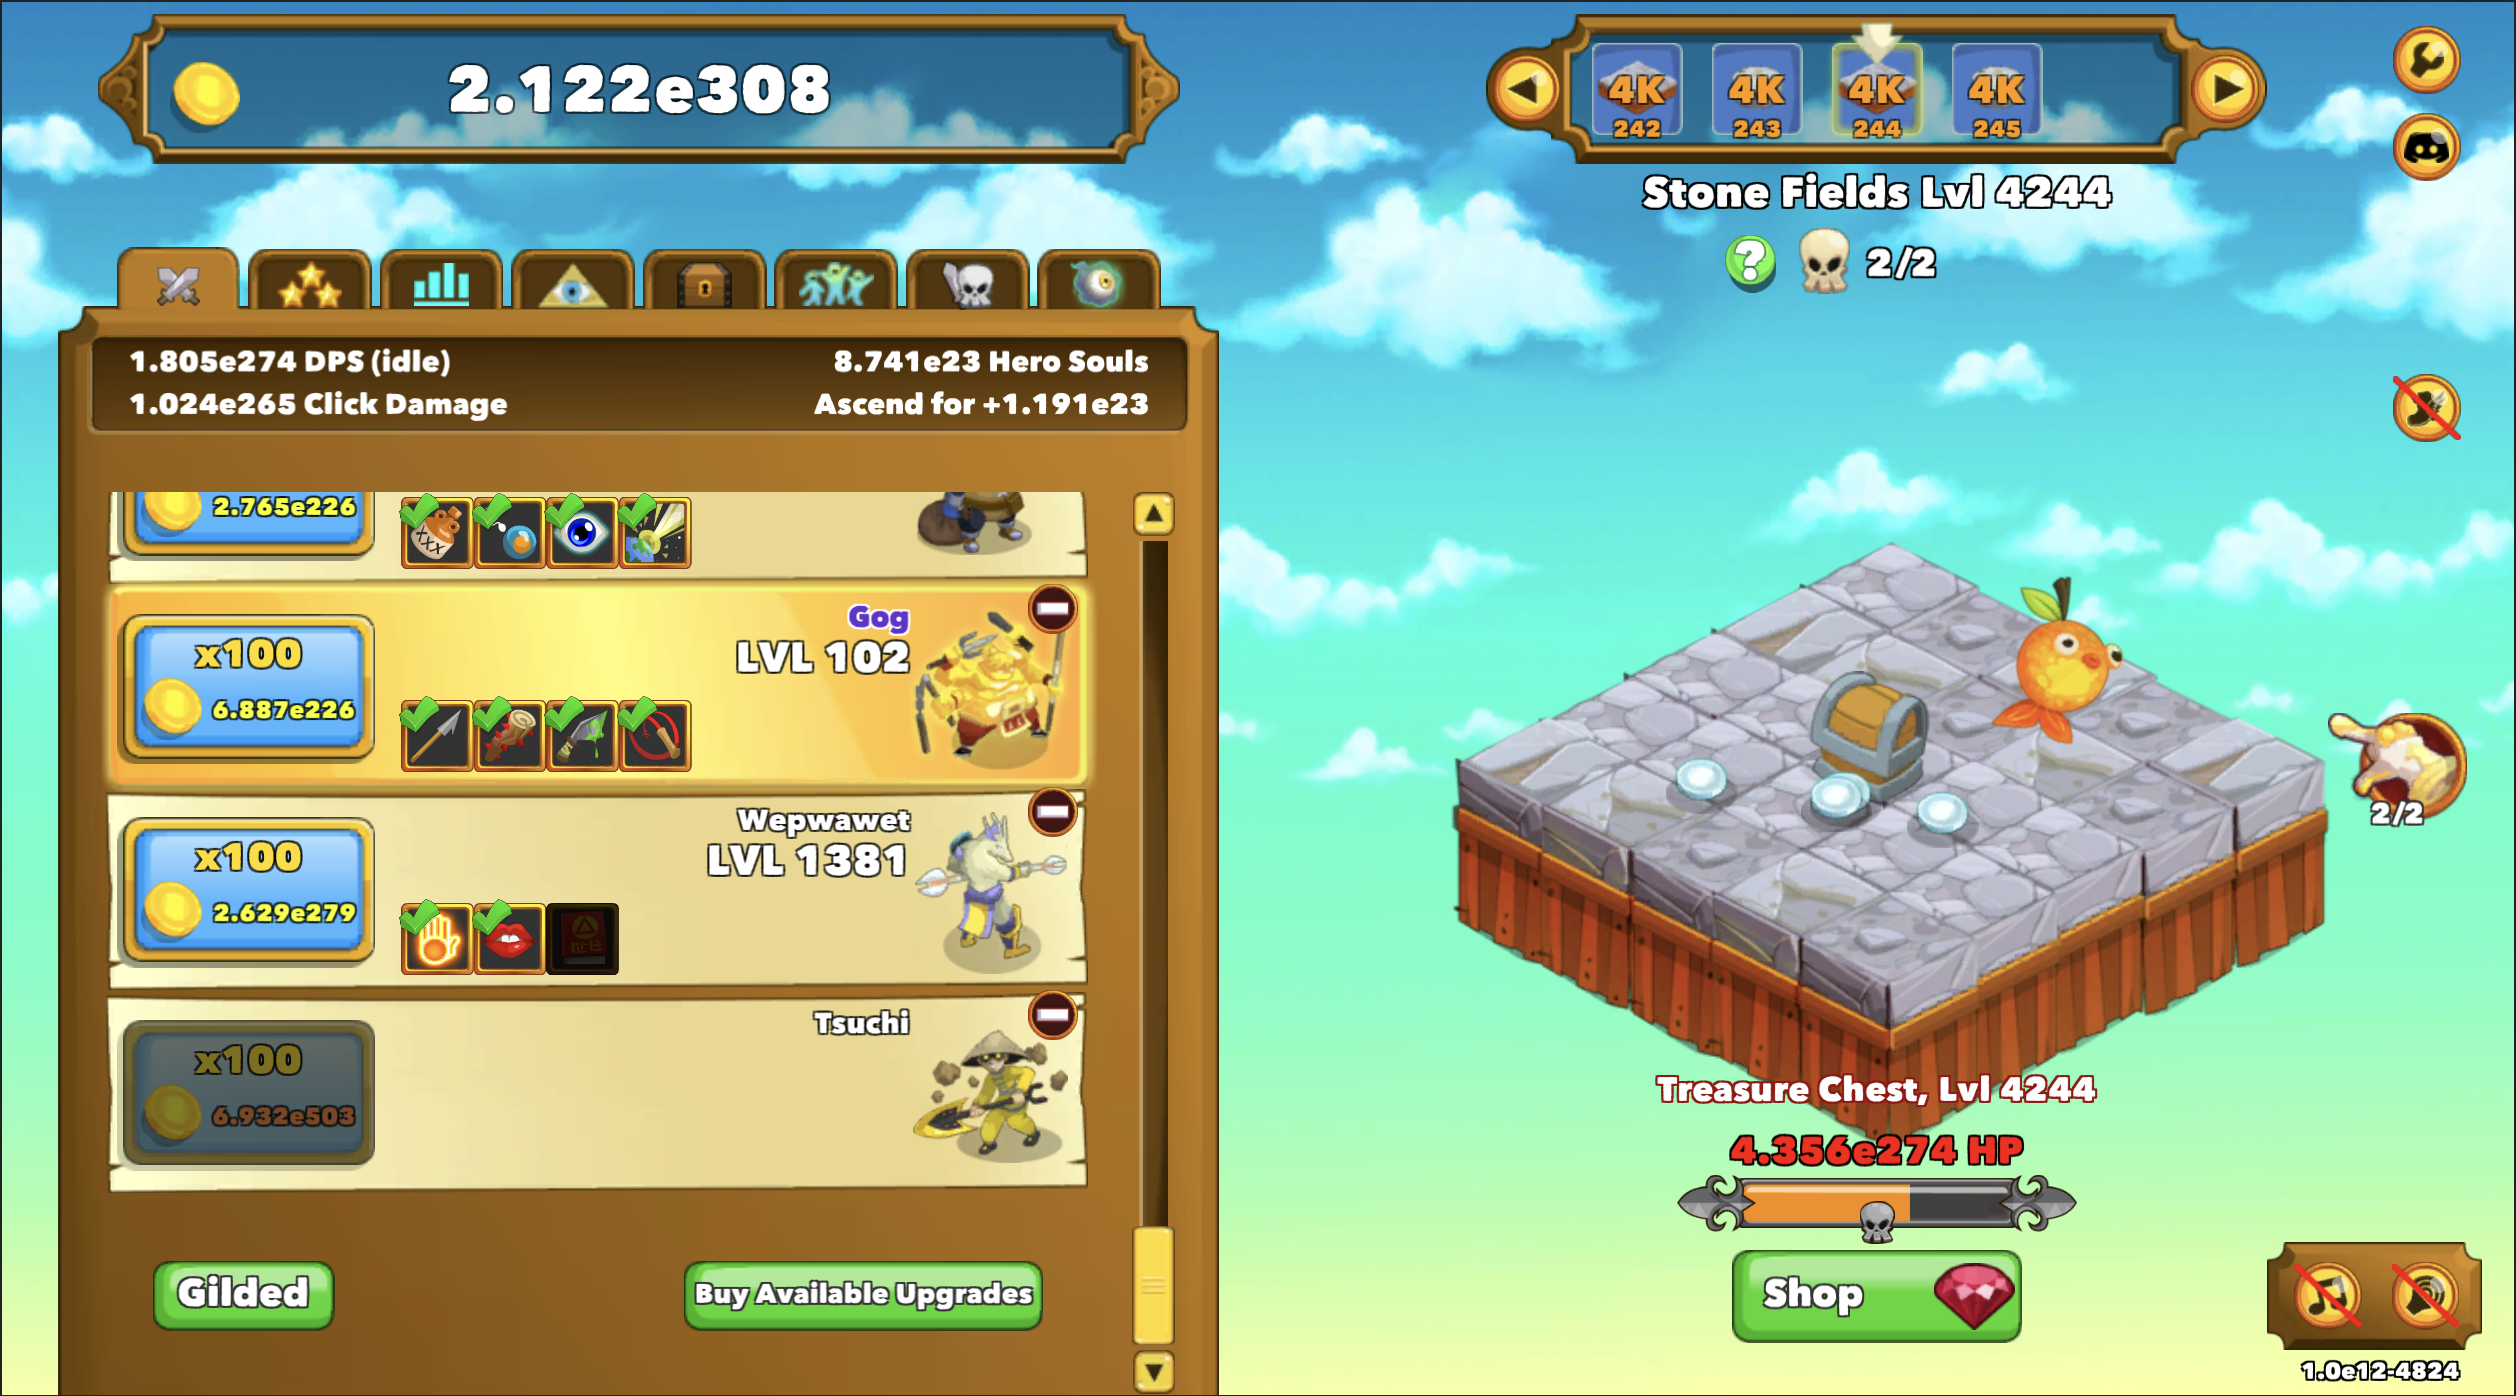 2.122e308
4K
242
4K
243
4K
244
4K
245
Stone Fields Lvl 4244
2/2
1.805e274 DPS (idle)
8.741e23 Hero Souls
1.024e265 Click Damage
Ascend for +1.191e23
2.765e226
XXX
Gog
x100
LVL 102
6.887e226
Wepwawet
x100
LVL 1381
2.629e279
Tsuchi
x100
6.932e503
2/2
Treasure Chest, Lvl 4244
4.356e274 HP
Gilded
Buy Available Upgrades
Shop
1.0e12-4824